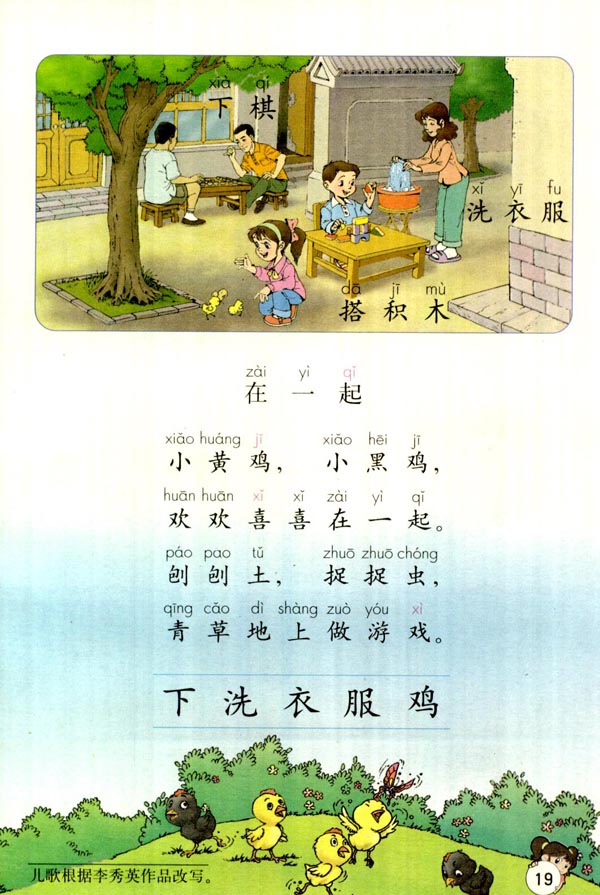 xià qí
下棋
xǐ yī fu
洗衣服
dā jī mù
搭积木
zài yì qǐ
在一起
xiǎo huáng jī xiǎo hēi jī
小黄鸡，小黑鸡，
huān huān xǐ xǐ zài yì qǐ
欢欢喜喜在一起。
páo pao tǔ zhuō zhuō chóng
刨刨土，捉捉虫，
qīng cǎo dì shàng zuò yóu xì
青草地上做游戏。
下洗衣服鸡
儿歌根据李秀英作品改写。
19